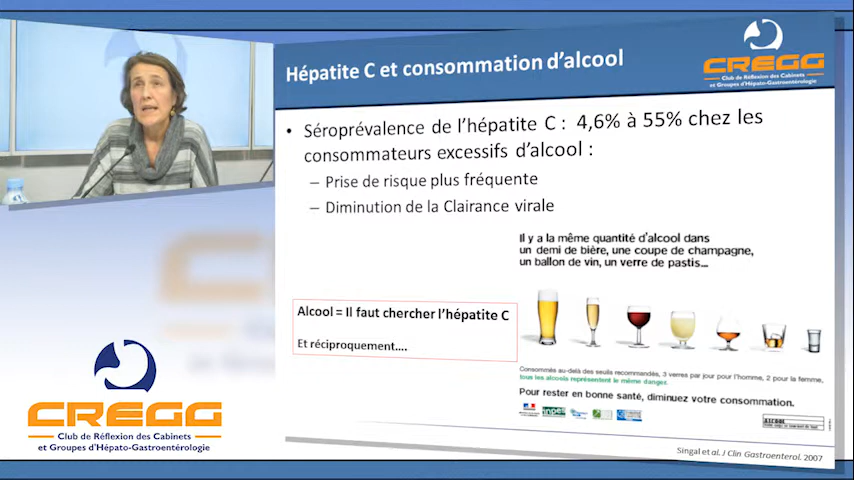 Hépatite C et consommation d'alcool
CREGG
Club de Réflexion des Cabinets
et Groupes d'Hépato-Gastroentérologie
• Séroprévalence de l'hépatite C : 4,6% à 55% chez les
consommateurs excessifs d'alcool :
– Prise de risque plus fréquente
– Diminution de la Clairance virale
Il y a la même quantité d'alcool dans
un demi de bière, une coupe de champagne,
un ballon de vin, un verre de pastis...
Alcool = Il faut chercher l'hépatite C
Et réciproquement....
Consommés au-delà des seuils recommandés, 3 verres par jour pour l'homme, 2 pour la femme,
tous les alcools représentent le même danger.
Pour rester en bonne santé, diminuez votre consommation.
inpes
ALCOOL
CREGG
Club de Réflexion des Cabinets
et Groupes d'Hépato-Gastroentérologie
Singal et al. J Clin Gastroenterol. 2007